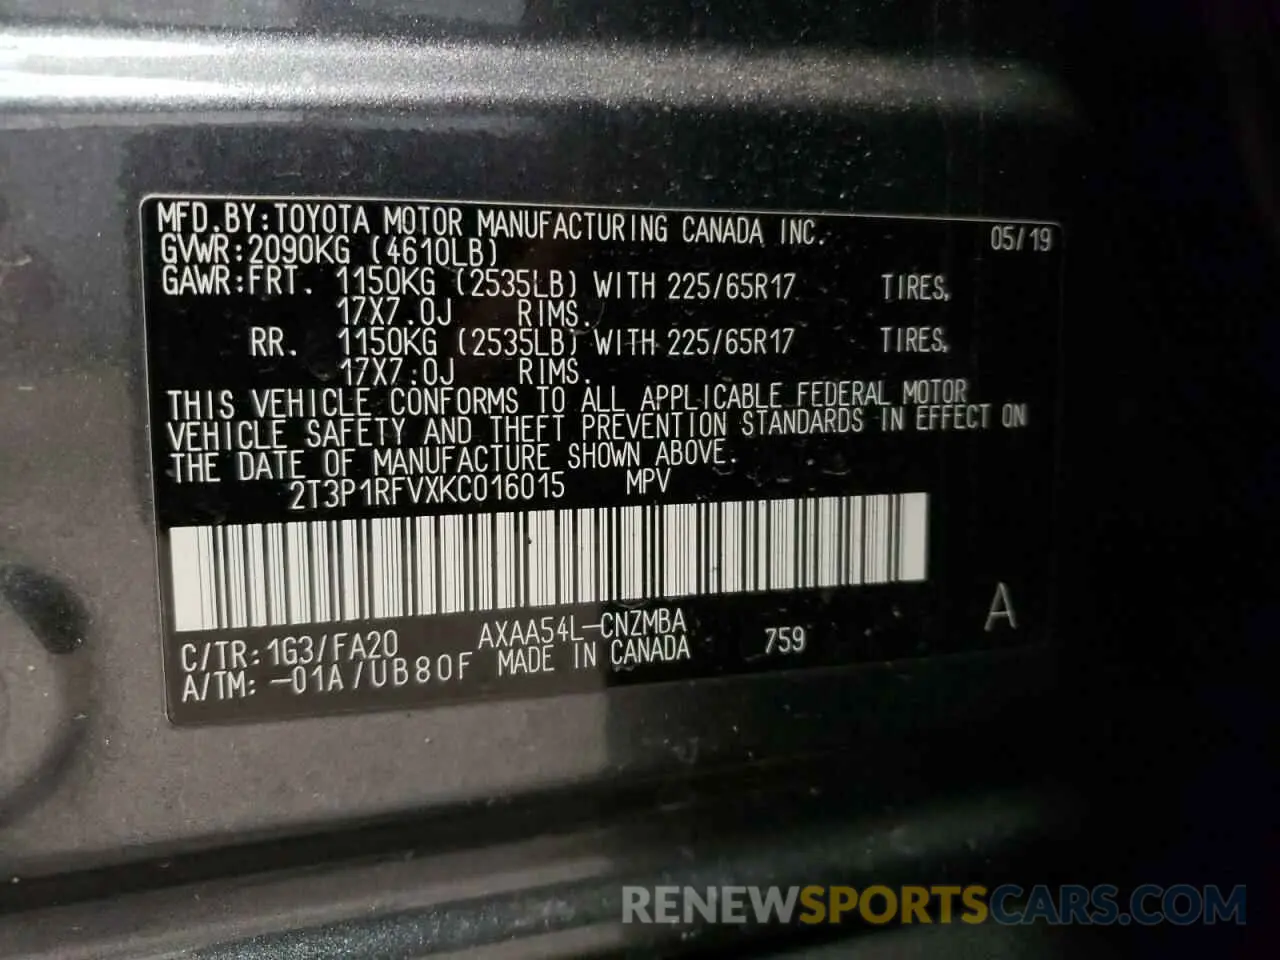 MFD.BY:TOYOTA MOTOR MANUFACTURING CANADA INC. 05/19
GVWR:2090KG (4610LB)
GAWR:FRT. 1150KG (2535LB) WITH 225/65R17 TIRES,
17X7.0J RIMS.
RR. 1150KG (2535LB) WITH 225/65R17 TIRES,
17X7.0J RIMS.
THIS VEHICLE CONFORMS TO ALL APPLICABLE FEDERAL MOTOR
VEHICLE SAFETY AND THEFT PREVENTION STANDARDS IN EFFECT ON
THE DATE OF MANUFACTURE SHOWN ABOVE.
2T3P1RFVXKC016015 MPV
A
C/TR:1G3/FA20 AXAA54L-CNZMBA
A/TM:-01A/UB80F MADE IN CANADA 759
RENEWSPORTSCARS.COM